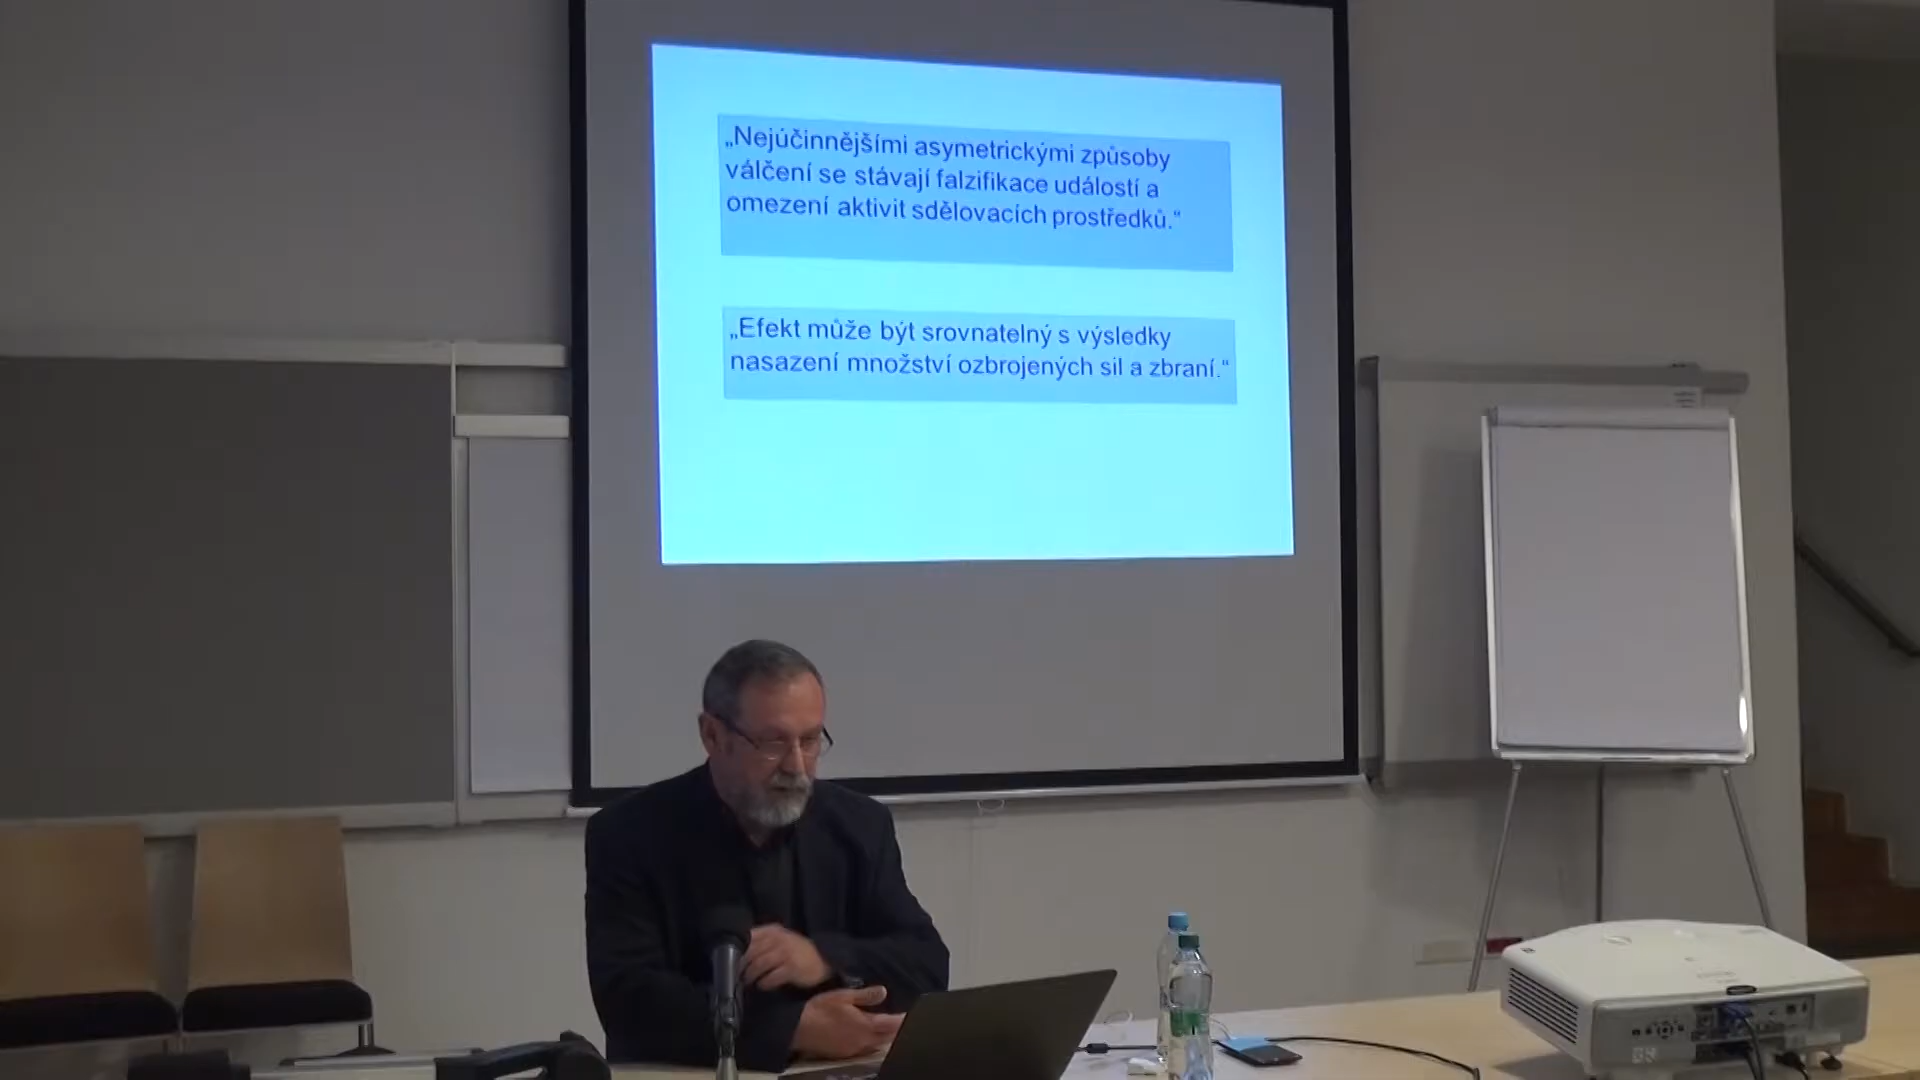 „Nejúčinnějšími asymetrickými způsoby
válčení se stávají falzifikace událostí a
omezení aktivit sdělovacích prostředků.“
„Efekt může být srovnatelný s výsledky
nasazení množství ozbrojených sil a zbraní.“